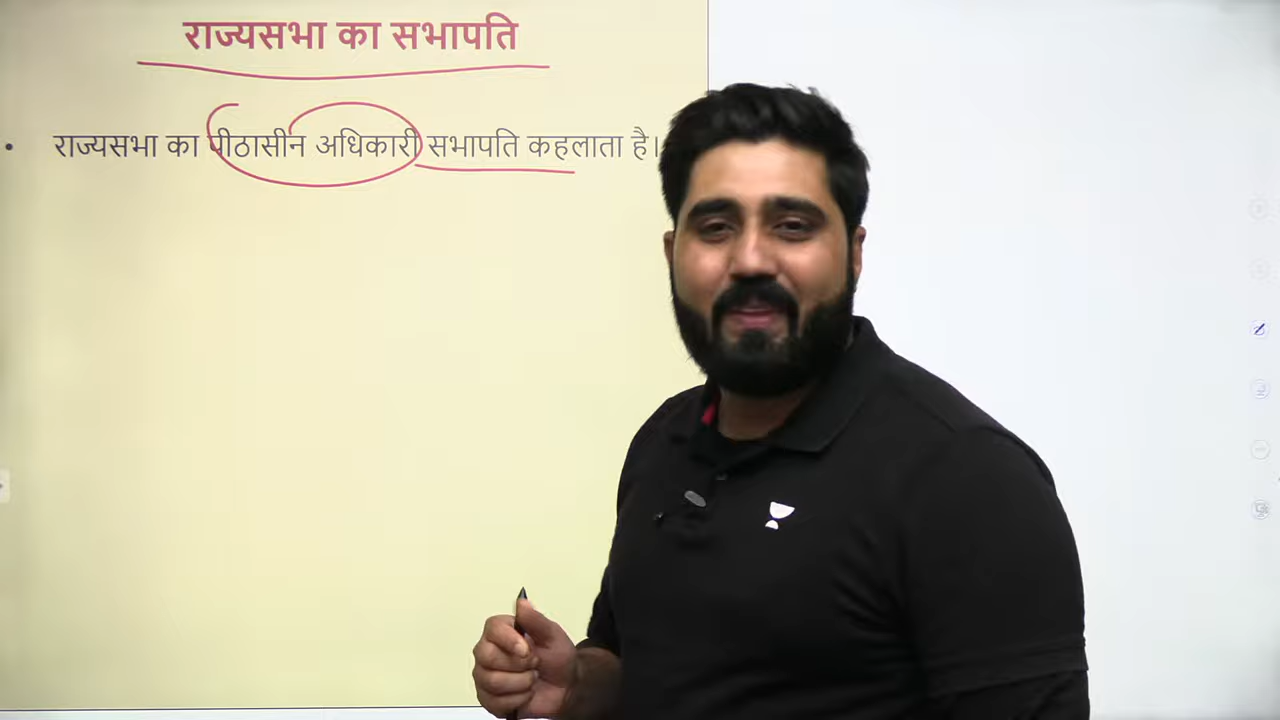 राज्यसभा का सभापति
• राज्यसभा का पीठासीन अधिकारी सभापति कहलाता है।